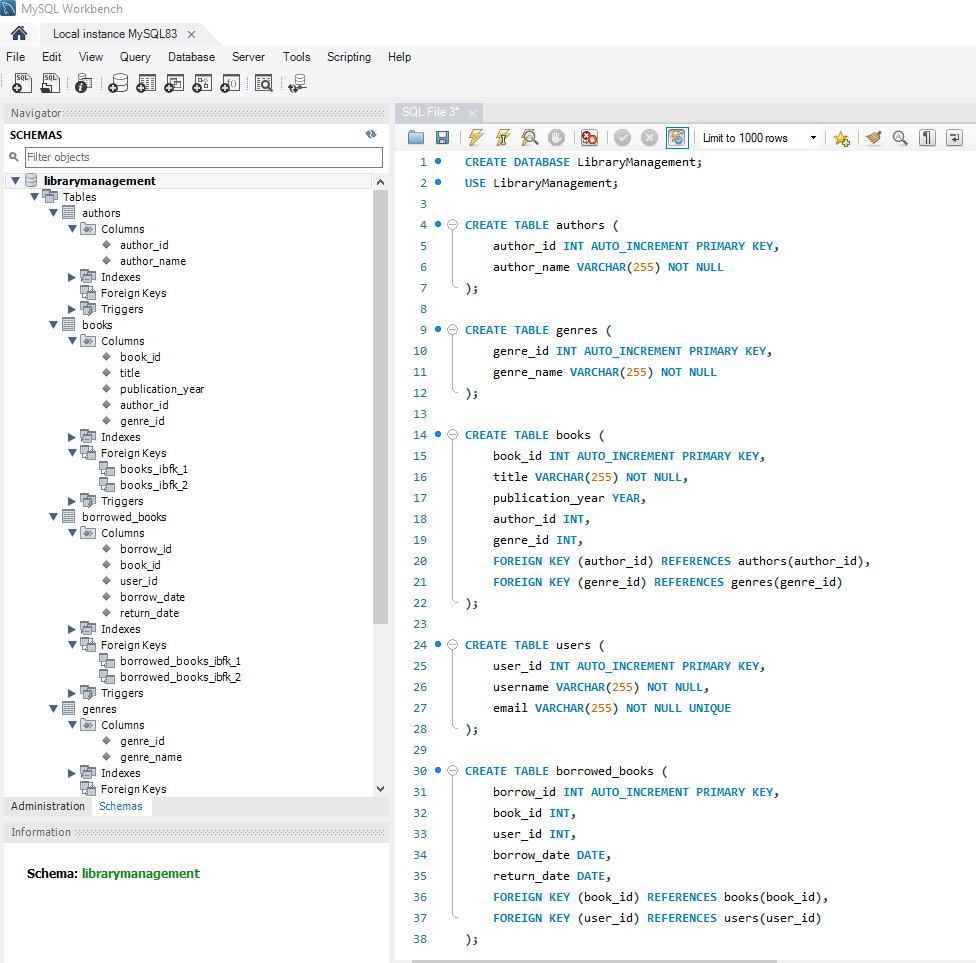 MySQL Workbench
Local instance MySQL83
File Edit View Query Database Server Tools Scripting Help
Navigator
SCHEMAS
Filter objects
librarymanagement
Tables
authors
Columns
author_id
author_name
Indexes
Foreign Keys
Triggers
books
Columns
book_id
title
publication_year
author_id
genre_id
Indexes
Foreign Keys
books_ibfk_1
books_ibfk_2
Triggers
borrowed_books
Columns
borrow_id
book_id
user_id
borrow_date
return_date
Indexes
Foreign Keys
borrowed_books_ibfk_1
borrowed_books_ibfk_2
Triggers
genres
Columns
genre_id
genre_name
Indexes
Foreign Keys
Administration Schemas
Information
Schema: librarymanagement
SQL File 3*
Limit to 1000 rows
1 CREATE DATABASE LibraryManagement;
2 USE LibraryManagement;
3
4 CREATE TABLE authors (
5 author_id INT AUTO_INCREMENT PRIMARY KEY,
6 author_name VARCHAR(255) NOT NULL
7 );
8
9 CREATE TABLE genres (
10 genre_id INT AUTO_INCREMENT PRIMARY KEY,
11 genre_name VARCHAR(255) NOT NULL
12 );
13
14 CREATE TABLE books (
15 book_id INT AUTO_INCREMENT PRIMARY KEY,
16 title VARCHAR(255) NOT NULL,
17 publication_year YEAR,
18 author_id INT,
19 genre_id INT,
20 FOREIGN KEY (author_id) REFERENCES authors(author_id),
21 FOREIGN KEY (genre_id) REFERENCES genres(genre_id)
22 );
23
24 CREATE TABLE users (
25 user_id INT AUTO_INCREMENT PRIMARY KEY,
26 username VARCHAR(255) NOT NULL,
27 email VARCHAR(255) NOT NULL UNIQUE
28 );
29
30 CREATE TABLE borrowed_books (
31 borrow_id INT AUTO_INCREMENT PRIMARY KEY,
32 book_id INT,
33 user_id INT,
34 borrow_date DATE,
35 return_date DATE,
36 FOREIGN KEY (book_id) REFERENCES books(book_id),
37 FOREIGN KEY (user_id) REFERENCES users(user_id)
38 );